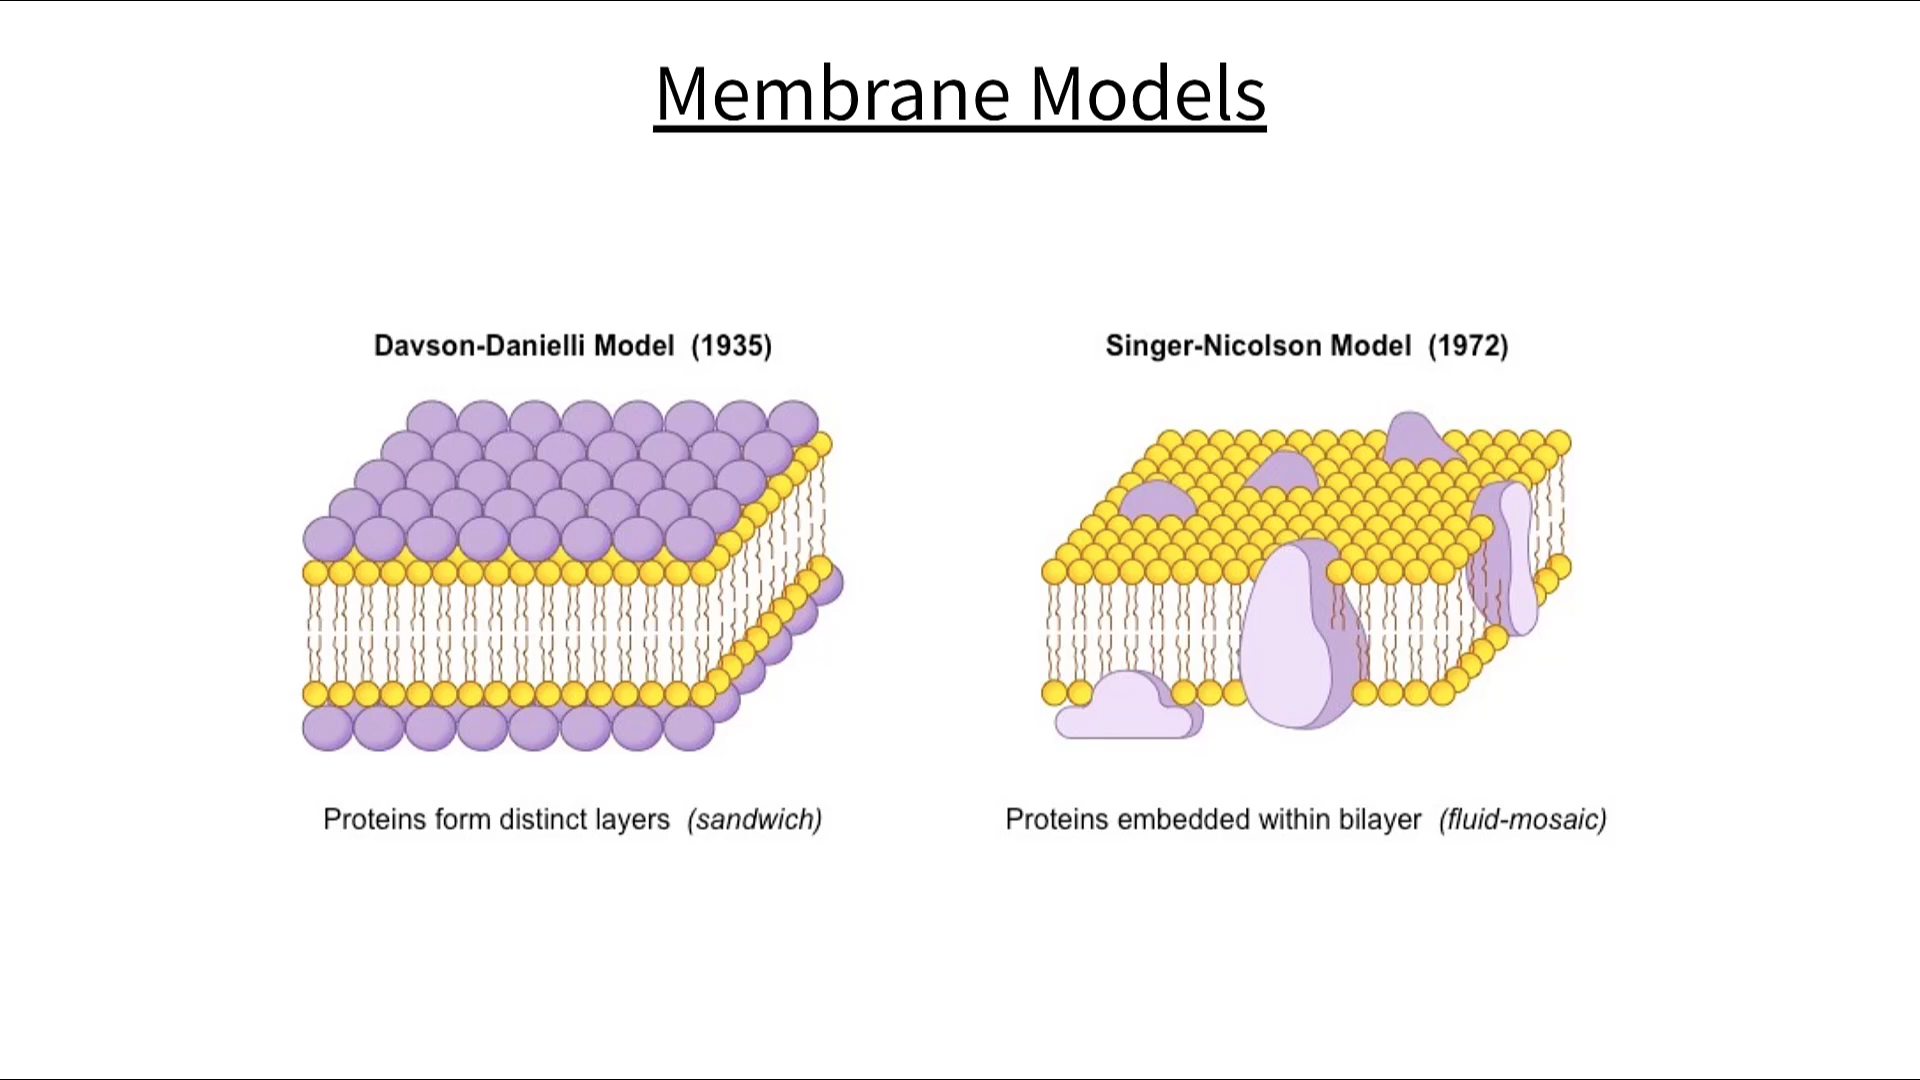 Membrane Models
Davson-Danielli Model (1935)
Singer-Nicolson Model (1972)
Proteins form distinct layers (sandwich)
Proteins embedded within bilayer (fluid-mosaic)